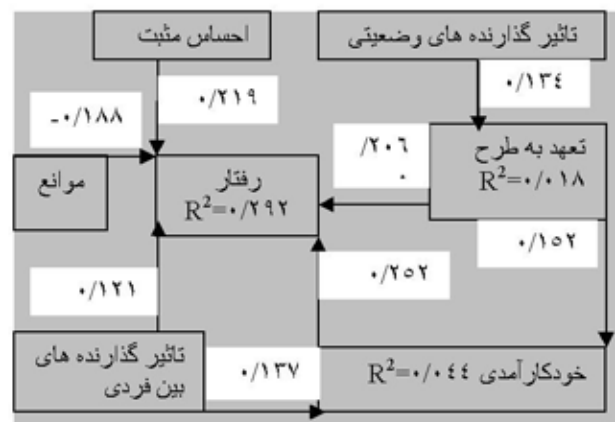 تاثیر گذارنده های وضعیتی
احساس مثبت
۰/۱۳۴
۰/۲۱۹
-۰/۱۸۸
تعهد به طرح
R²=۰/۰۱۸
۲۰۶/
۰
رفتار
R²=۰/۲۹۲
موانع
۰/۱۵۲
۰/۲۵۲
۰/۱۲۱
تاثیر گذارنده های
بین فردی
۰/۱۳۷
خودکارآمدی R²=۰/۰٤٤